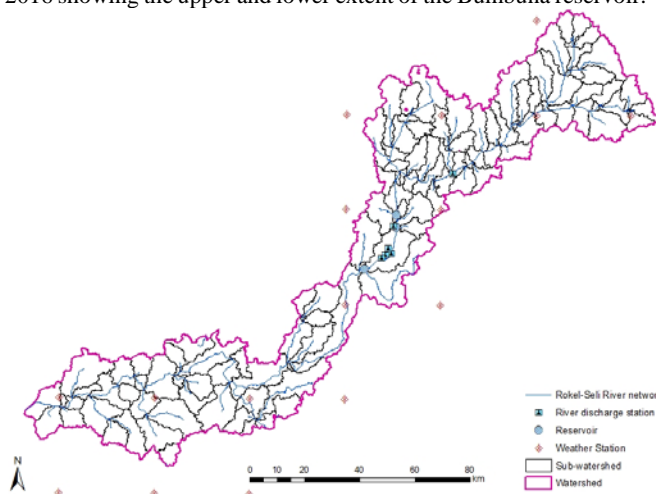 2016 showing the upper and lower extent of the Bumbuna reservoir.
Rokel-Seli River network
River discharge station
Reservoir
Weather Station
Sub-watershed
Watershed
N
0 10 20 40 60 80
km